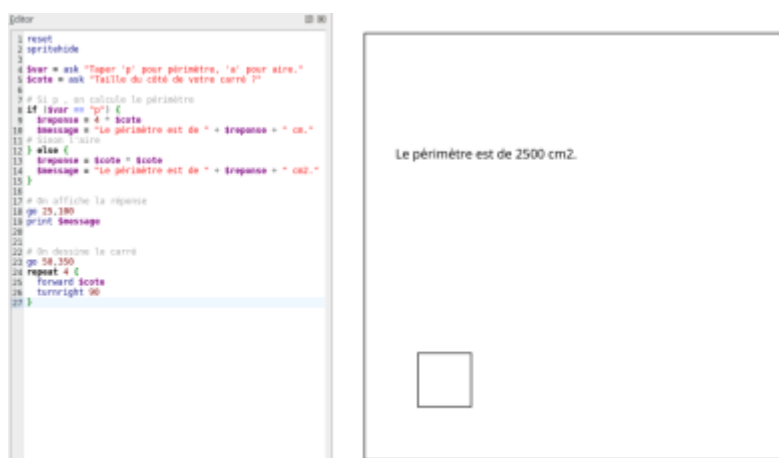 Editor
1 reset
2 spritehide
3
4 $var = ask "Taper 'p' pour périmètre, 'a' pour aire."
5 $cote = ask "Taille du côté de votre carré ?"
6
7 # Si p , on calcule le périmètre
8 if ($var == "p") {
9 $reponse = 4 * $cote
10 $message = "Le périmètre est de " + $reponse + " cm."
11 # Sinon l'aire
12 } else {
13 $reponse = $cote * $cote
14 $message = "Le périmètre est de " + $reponse + " cm2."
15 }
16
17 # On affiche la réponse
18 go 25,100
19 print $message
20
21
22 # On dessine le carré
23 go 50,350
24 repeat 4 {
25 forward $cote
26 turnright 90
27 }
Le périmètre est de 2500 cm2.